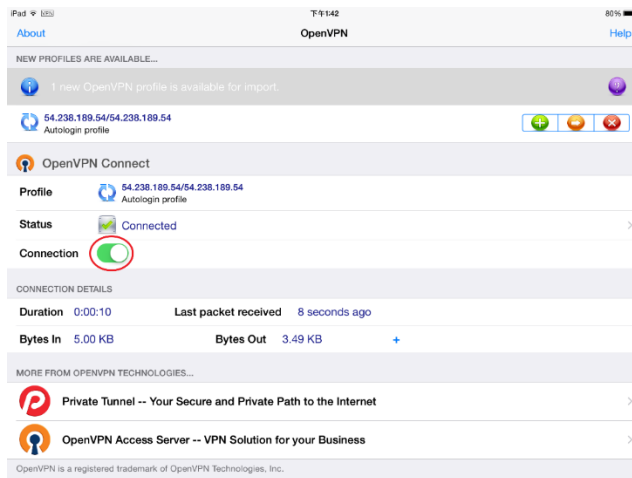 iPad 下午1:42 80%
About OpenVPN Help
NEW PROFILES ARE AVAILABLE...
1 new OpenVPN profile is available for import.
54.238.189.54/54.238.189.54
Autologin profile
OpenVPN Connect
Profile 54.238.189.54/54.238.189.54
Autologin profile
Status Connected
Connection
CONNECTION DETAILS
Duration 0:00:10 Last packet received 8 seconds ago
Bytes In 5.00 KB Bytes Out 3.49 KB +
MORE FROM OPENVPN TECHNOLOGIES...
Private Tunnel -- Your Secure and Private Path to the Internet
OpenVPN Access Server -- VPN Solution for your Business
OpenVPN is a registered trademark of OpenVPN Technologies, Inc.